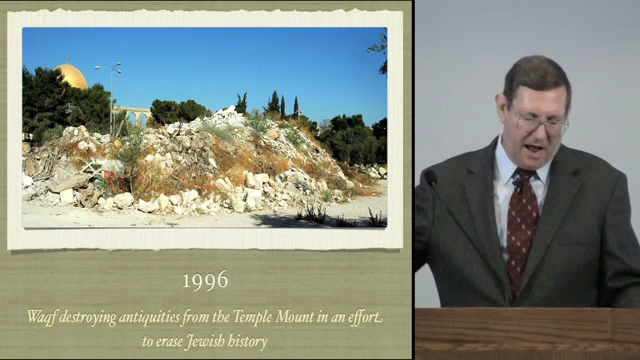 1996
Waqf destroying antiquities from the Temple Mount in an effort
to erase Jewish history